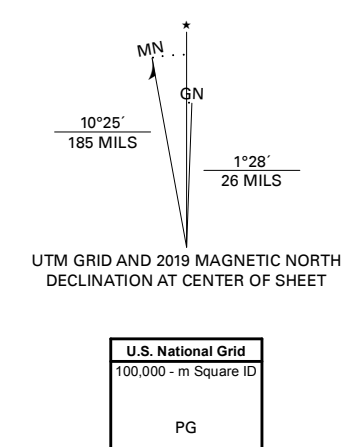 MN
GN
10°25´
185 MILS
1°28´
26 MILS
UTM GRID AND 2019 MAGNETIC NORTH
DECLINATION AT CENTER OF SHEET
U.S. National Grid
100,000 - m Square ID
PG